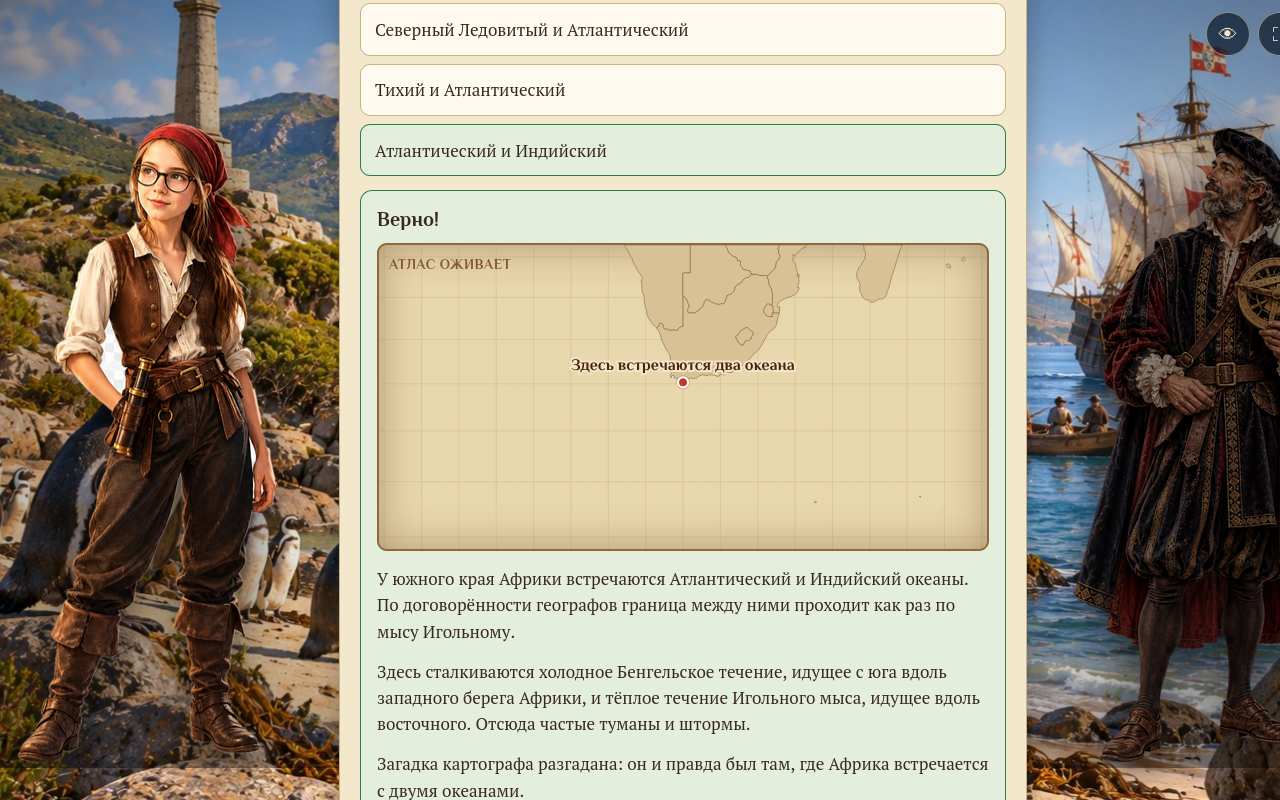 Северный Ледовитый и Атлантический
Тихий и Атлантический
Атлантический и Индийский
Верно!
АТЛАС ОЖИВАЕТ
Здесь встречаются два океана
У южного края Африки встречаются Атлантический и Индийский океаны.
По договорённости географов граница между ними проходит как раз по
мысу Игольному.
Здесь сталкиваются холодное Бенгельское течение, идущее с юга вдоль
западного берега Африки, и тёплое течение Игольного мыса, идущее вдоль
восточного. Отсюда частые туманы и штормы.
Загадка картографа разгадана: он и правда был там, где Африка встречается
с двумя океанами.